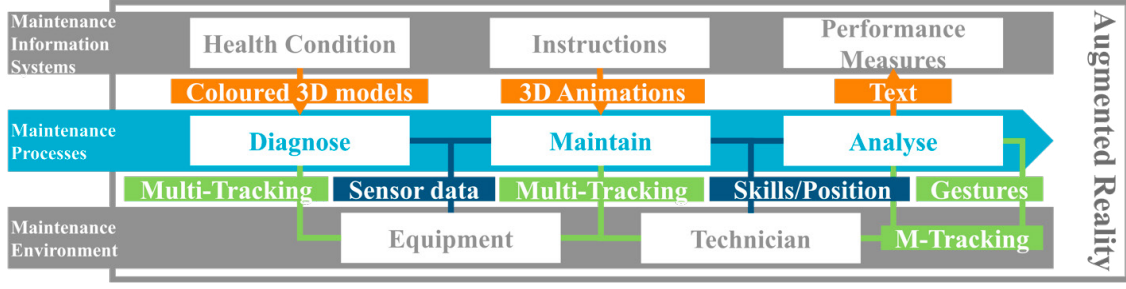 Maintenance
Information
Systems
Health Condition
Instructions
Performance
Measures
Coloured 3D models
3D Animations
Text
Maintenance
Processes
Diagnose
Maintain
Analyse
Multi-Tracking
Sensor data
Multi-Tracking
Skills/Position
Gestures
Maintenance
Environment
Equipment
Technician
M-Tracking
Augmented Reality